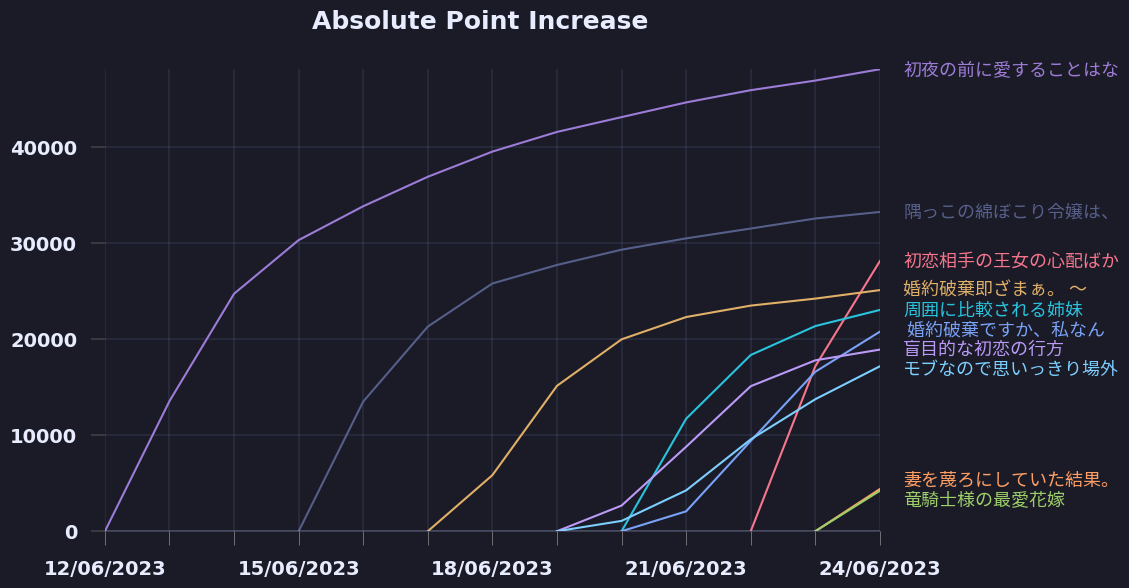 Absolute Point Increase
初夜の前に愛することはな
40000
隅っこの綿ぼこり令嬢は、
30000
初恋相手の王女の心配ばか
婚約破棄即ざまぁ。 〜
周囲に比較される姉妹
20000
婚約破棄ですか、私なん
盲目的な初恋の行方
モブなので思いっきり場外
10000
妻を蔑ろにしていた結果。
竜騎士様の最愛花嫁
0
12/06/2023
15/06/2023
18/06/2023
21/06/2023
24/06/2023